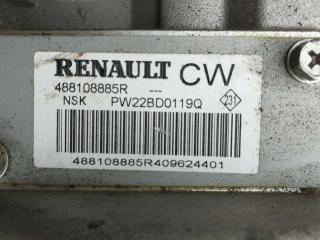 RENAULT CW
488108885R ---
NSK PW22BD0119Q 231
488108885R409624401